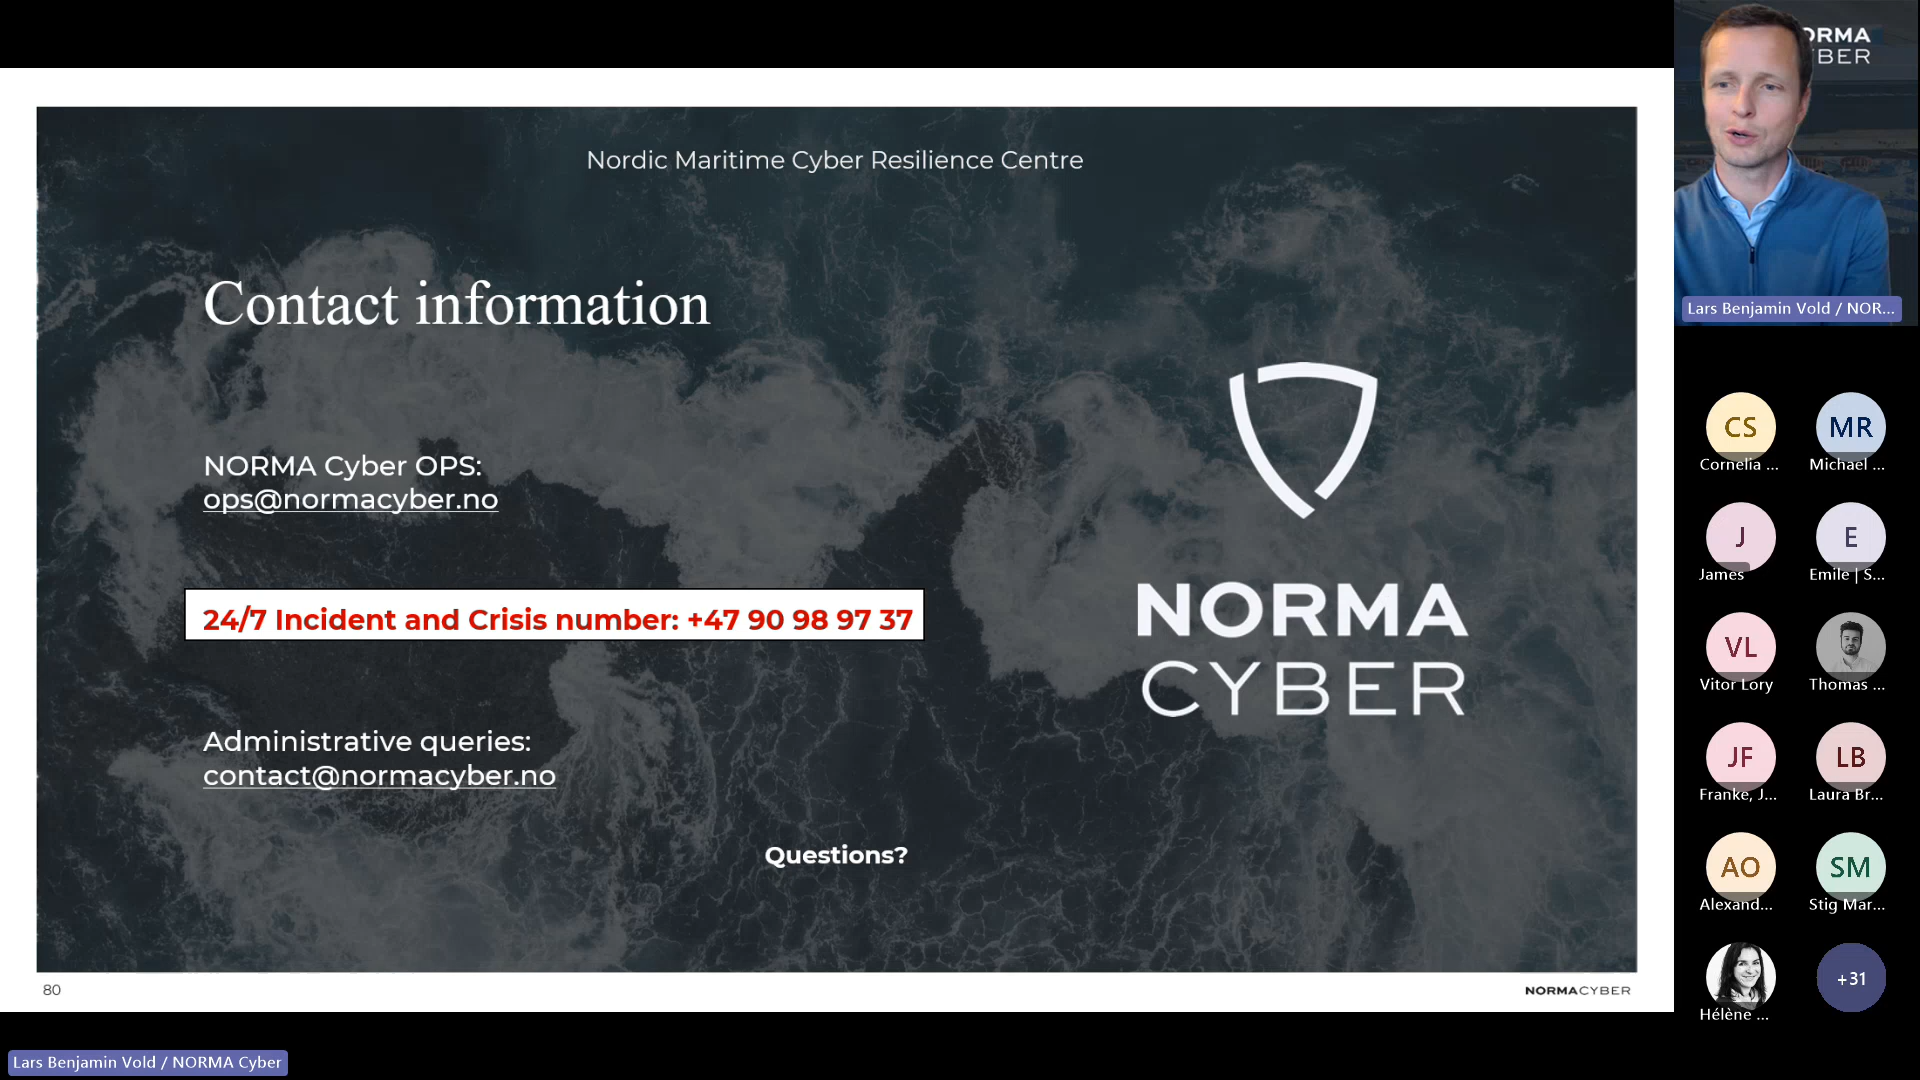 Nordic Maritime Cyber Resilience Centre
Contact information
NORMA Cyber OPS:
ops@normacyber.no
24/7 Incident and Crisis number: +47 90 98 97 37
Administrative queries:
contact@normacyber.no
Questions?
NORMA
CYBER
80
NORMACYBER
Lars Benjamin Vold / NORMA Cyber
ORMA
YBER
Lars Benjamin Vold / NOR...
CS
Cornelia ...
MR
Michael ...
J
James
E
Emile | S...
VL
Vitor Lory
Thomas ...
JF
Franke, J...
LB
Laura Br...
AO
Alexand...
SM
Stig Mar...
Hélène ...
+31